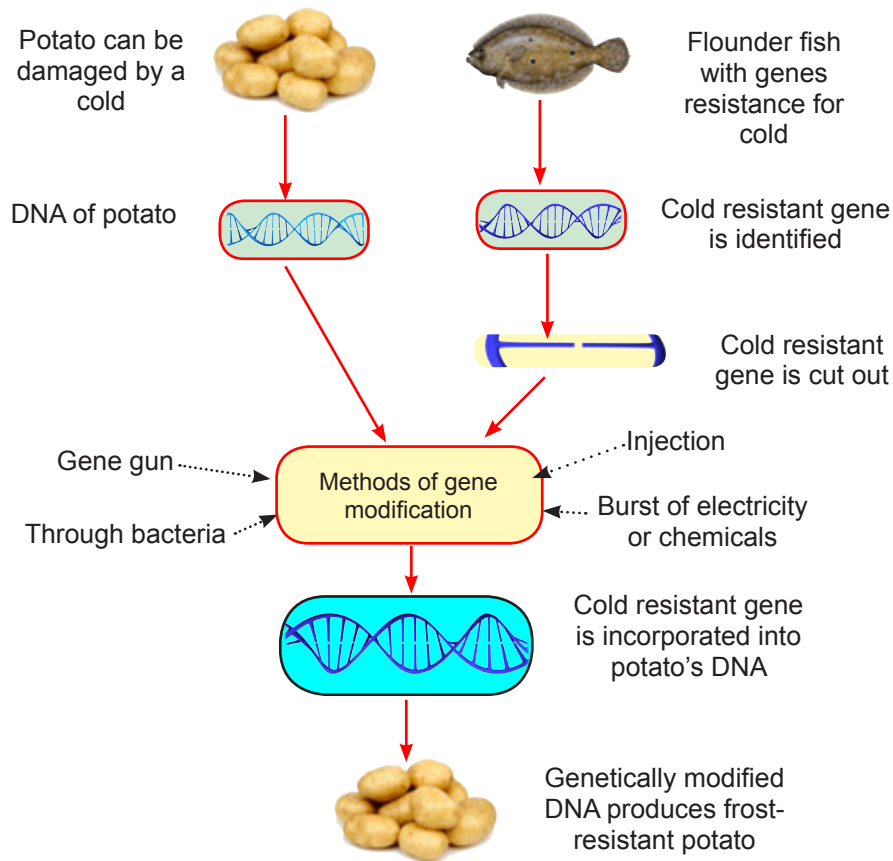 Potato can be
damaged by a
cold
Flounder fish
with genes
resistance for
cold
DNA of potato
Cold resistant gene
is identified
Cold resistant
gene is cut out
Gene gun
Injection
Methods of gene
modification
Through bacteria
Burst of electricity
or chemicals
Cold resistant gene
is incorporated into
potato's DNA
Genetically modified
DNA produces frost-
resistant potato